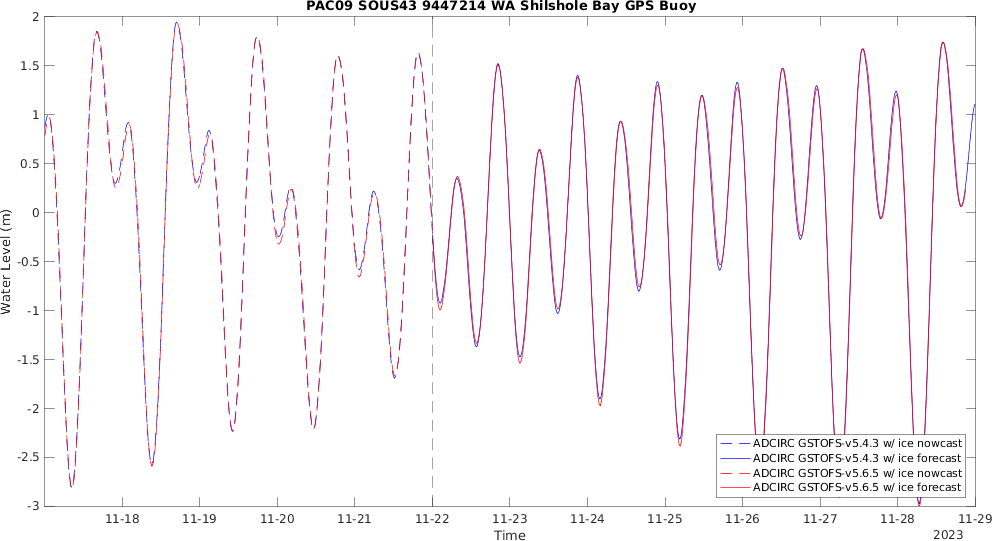 PAC09 SOUS43 9447214 WA Shilshole Bay GPS Buoy
2
1.5
1
0.5
0
-0.5
-1
-1.5
-2
-2.5
-3
Water Level (m)
ADCIRC GSTOFS-v5.4.3 w/ ice nowcast
ADCIRC GSTOFS-v5.4.3 w/ ice forecast
ADCIRC GSTOFS-v5.6.5 w/ ice nowcast
ADCIRC GSTOFS-v5.6.5 w/ ice forecast
11-18 11-19 11-20 11-21 11-22 11-23 11-24 11-25 11-26 11-27 11-28 11-29
Time
2023